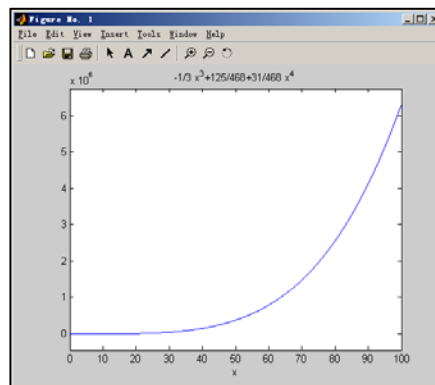 Figure No. 1
File Edit View Insert Tools Window Help
A
x 10^6
-1/3 x^3+125/468+31/468 x^4
6
5
4
3
2
1
0
0 10 20 30 40 50 60 70 80 90 100
x